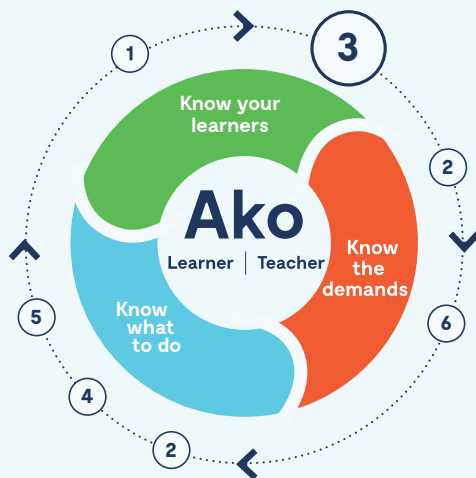 1
3
Know your
learners
2
Ako
Learner | Teacher
Know
the
demands
Know
what
to do
5
6
4
2